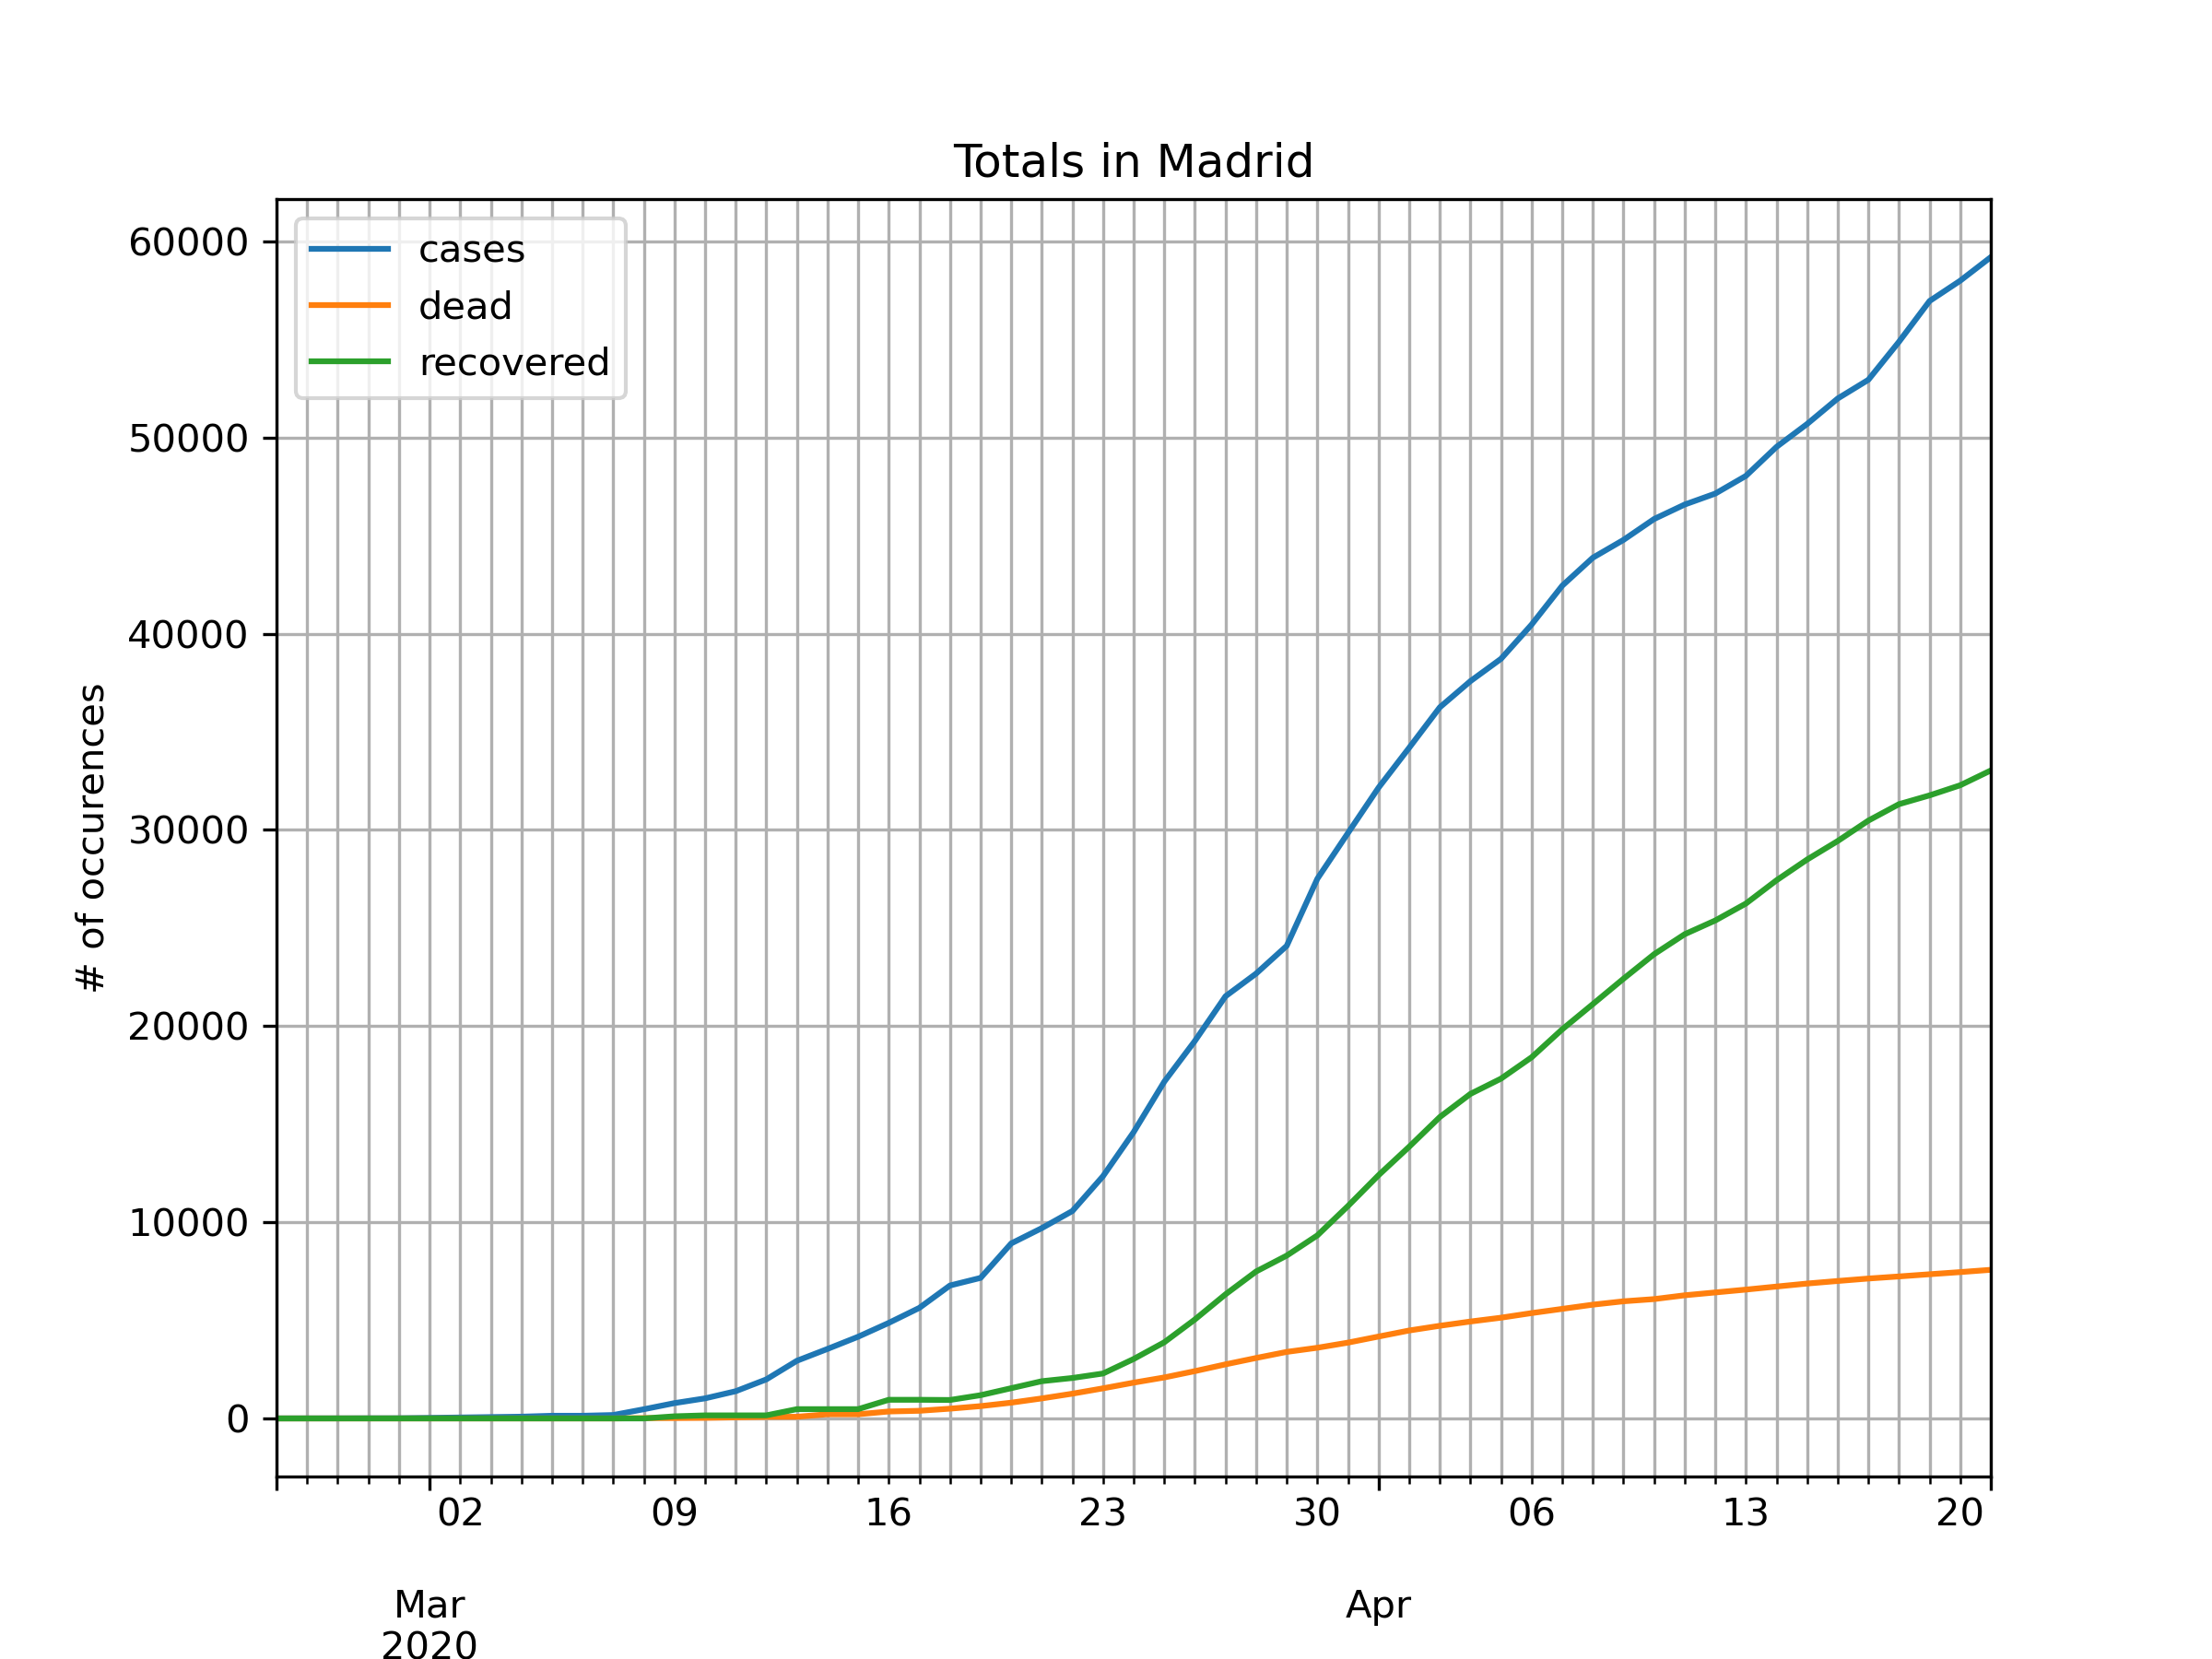 Totals in Madrid
cases
dead
recovered
# of occurences
60000
50000
40000
30000
20000
10000
0
02 09 16 23 30 06 13 20
Mar Apr
2020